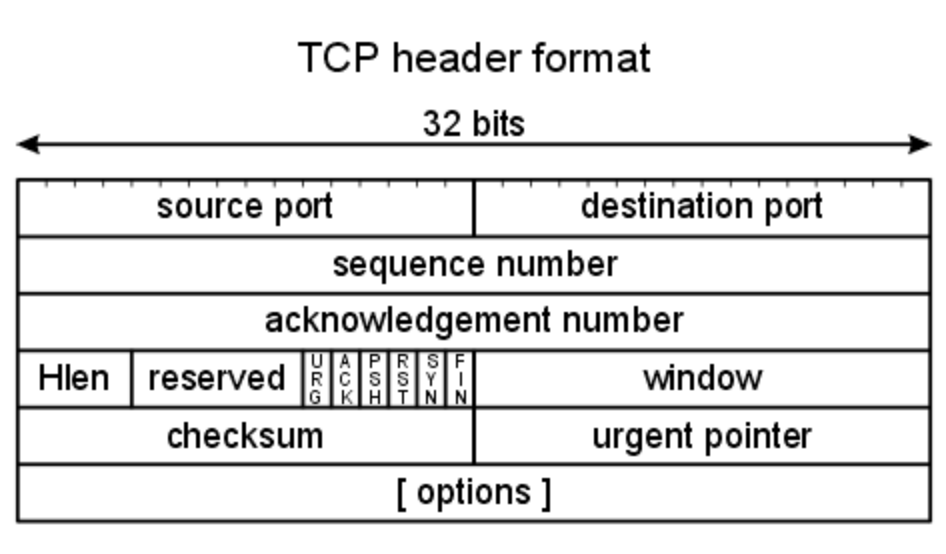 TCP header format
32 bits
source port destination port
sequence number
acknowledgement number
Hlen reserved URG ACK PSH RST SYN FIN window
checksum urgent pointer
[ options ]